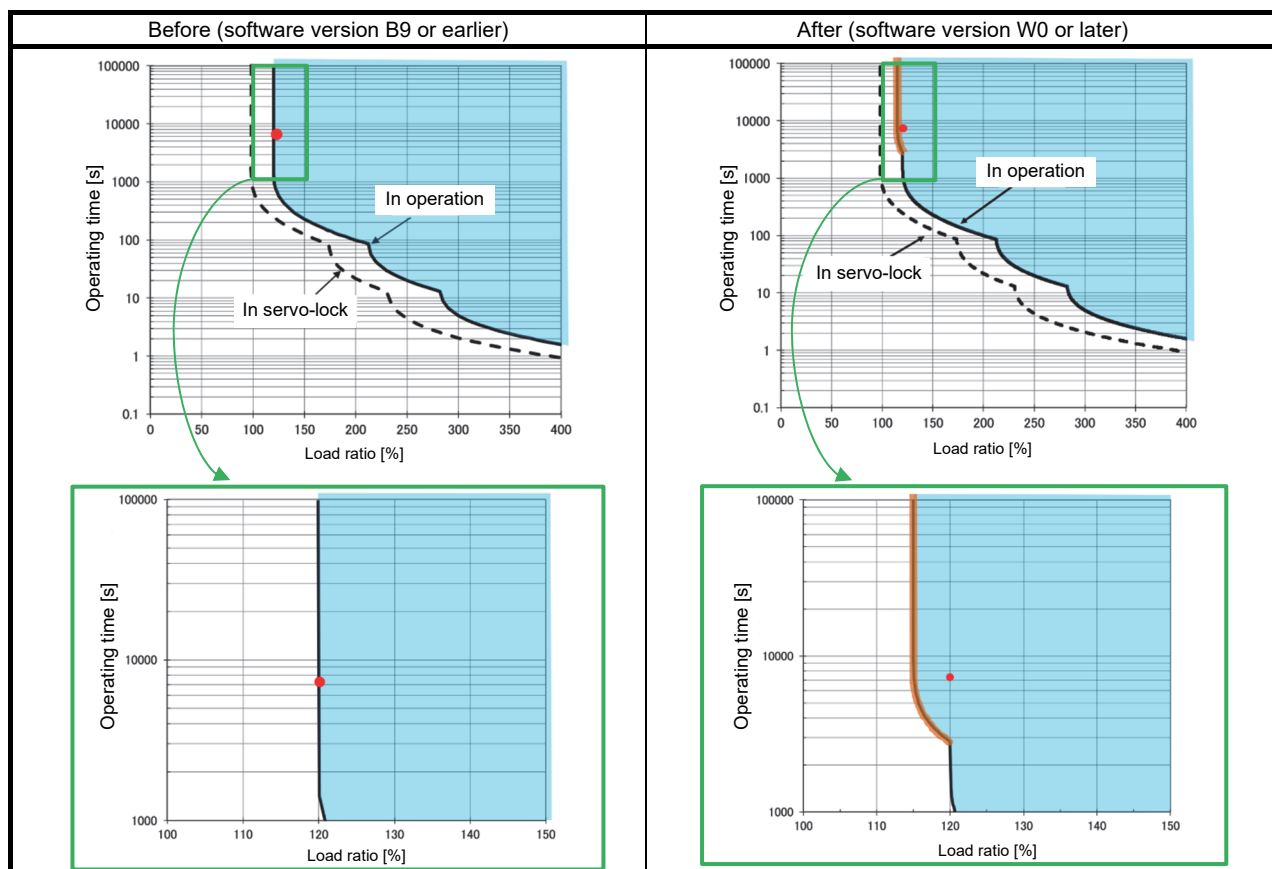 Before (software version B9 or earlier)
After (software version W0 or later)
100000
10000
1000
100
10
1
0.1
Operating time [s]
In operation
In servo-lock
0 50 100 150 200 250 300 350 400
Load ratio [%]
100000
10000
1000
100
10
1
0.1
Operating time [s]
In operation
In servo-lock
0 50 100 150 200 250 300 350 400
Load ratio [%]
100000
10000
1000
Operating time [s]
100 110 120 130 140 150
Load ratio [%]
100000
10000
1000
Operating time [s]
100 110 120 130 140 150
Load ratio [%]